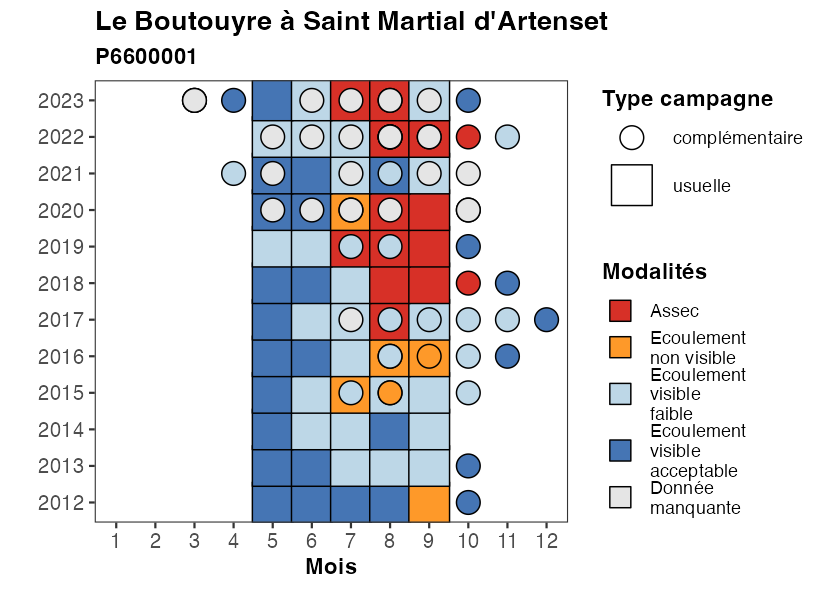 Le Boutouyre à Saint Martial d'Artenset
P6600001
2023
2022
2021
2020
2019
2018
2017
2016
2015
2014
2013
2012
1 2 3 4 5 6 7 8 9 10 11 12
Mois
Type campagne
complémentaire
usuelle
Modalités
Assec
Ecoulement
non visible
Ecoulement
visible
faible
Ecoulement
visible
acceptable
Donnée
manquante